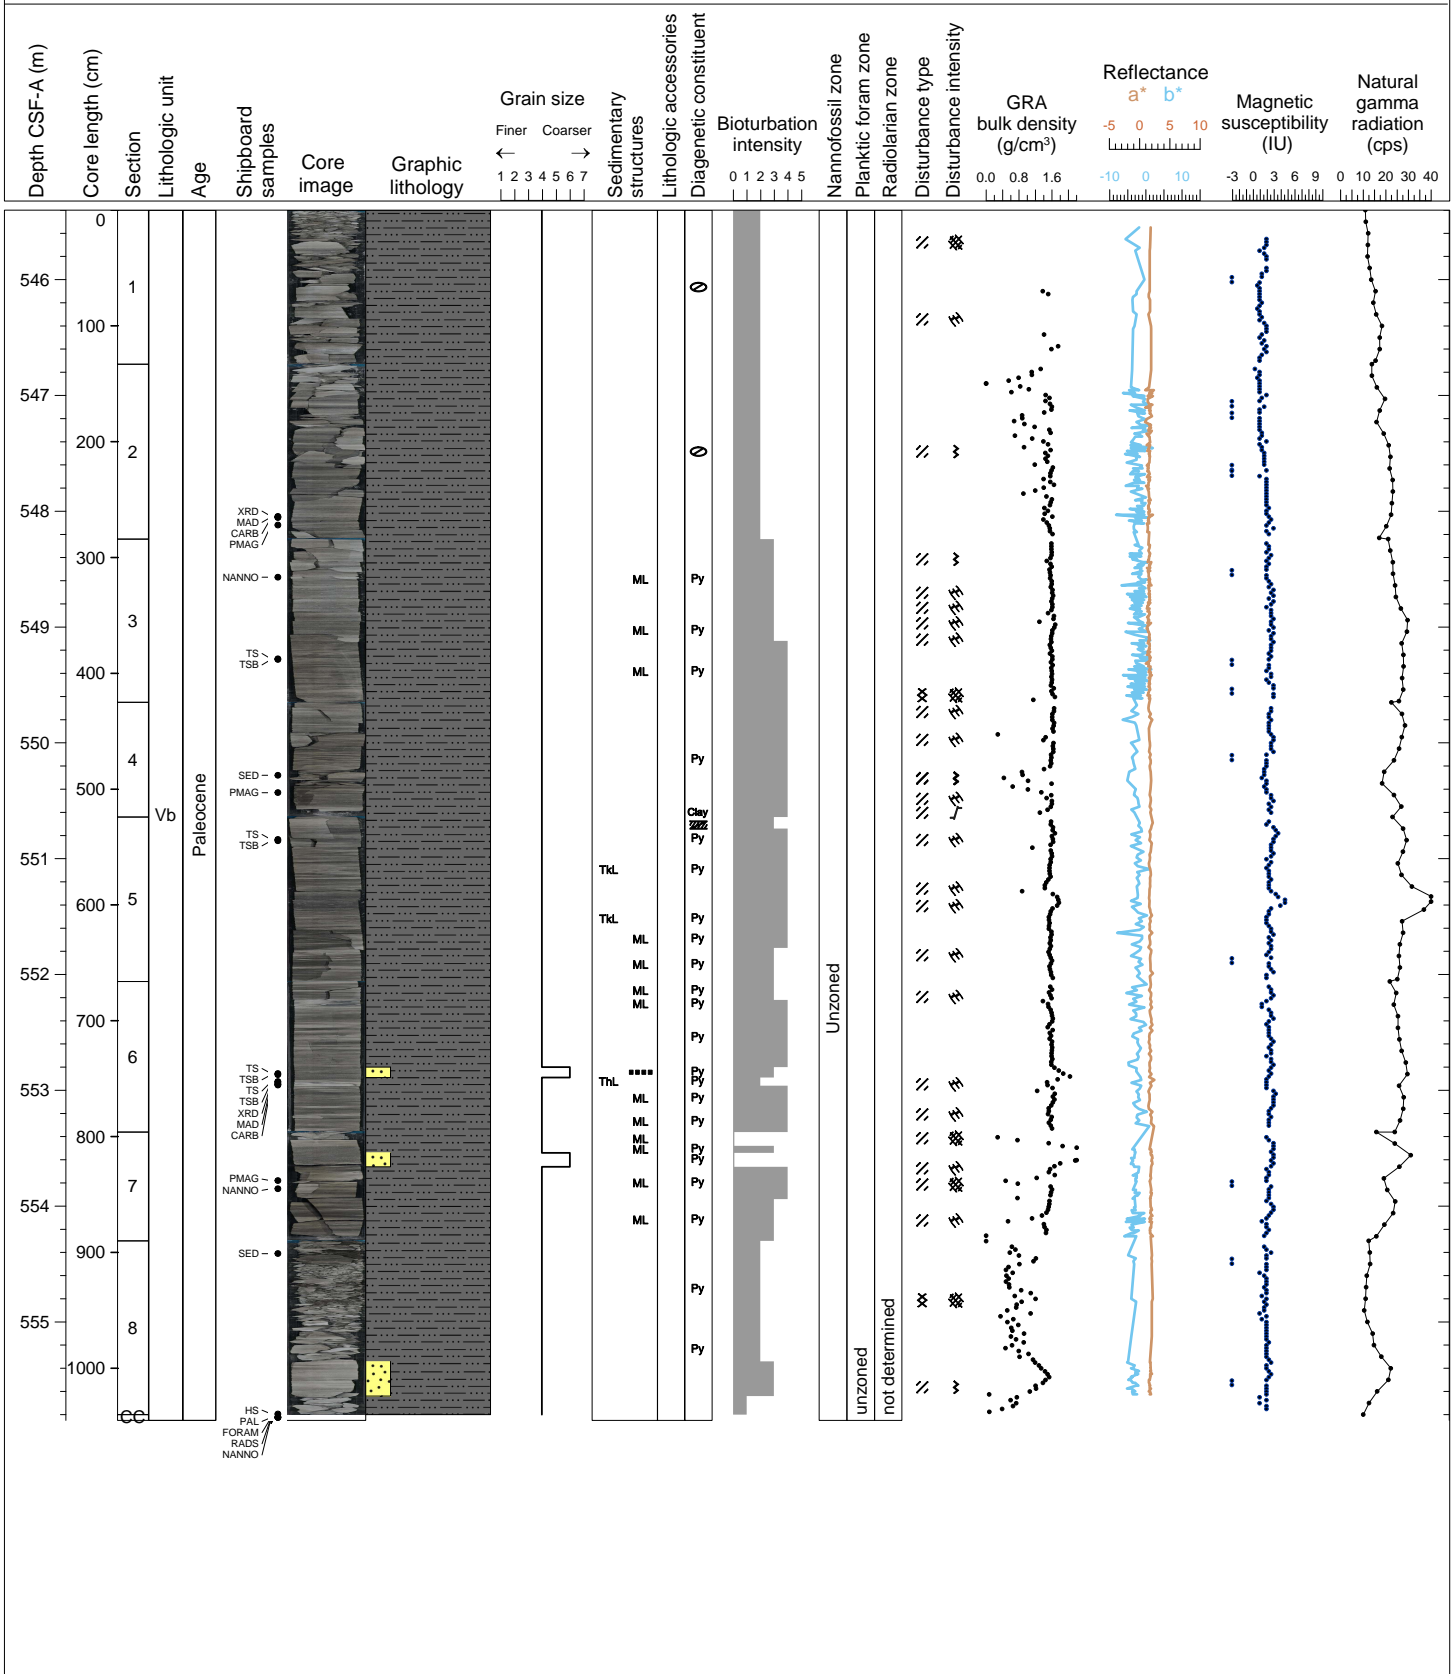 Depth CSF-A (m)
Core length (cm)
Section
Lithologic unit
Age
Shipboard
samples
Core
image
Graphic
lithology
Grain size
Finer Coarser
← →
1 2 3 4 5 6 7
Sedimentary
structures
Lithologic accessories
Diagenetic constituent
Bioturbation
intensity
0 1 2 3 4 5
Nannofossil zone
Planktic foram zone
Radiolarian zone
Disturbance type
Disturbance intensity
GRA
bulk density
(g/cm³)
0.0 0.8 1.6
Reflectance
a* b*
-5 0 5 10
-10 0 10
Magnetic
susceptibility
(IU)
-3 0 3 6 9
Natural
gamma
radiation
(cps)
0 10 20 30 40
546
547
548
549
550
551
552
553
554
555
0
100
200
300
400
500
600
700
800
900
1000
1
2
3
4
5
6
7
8
CC
Vb
Paleocene
XRD
MAD
CARB
PMAG
NANNO
TS
TSB
SED
PMAG
TS
TSB
TS
TSB
TS
TSB
XRD
MAD
CARB
PMAG
NANNO
SED
HS
PAL
FORAM
RADS
NANNO
ML Py
ML Py
ML Py
Py
Clay
Py
TkL Py
TkL Py
ML Py
ML Py
ML Py
ML Py
Py
Py
ThL Py
ML Py
ML Py
ML
ML Py
Py
ML Py
ML Py
Py
Py
Unzoned
unzoned
not determined